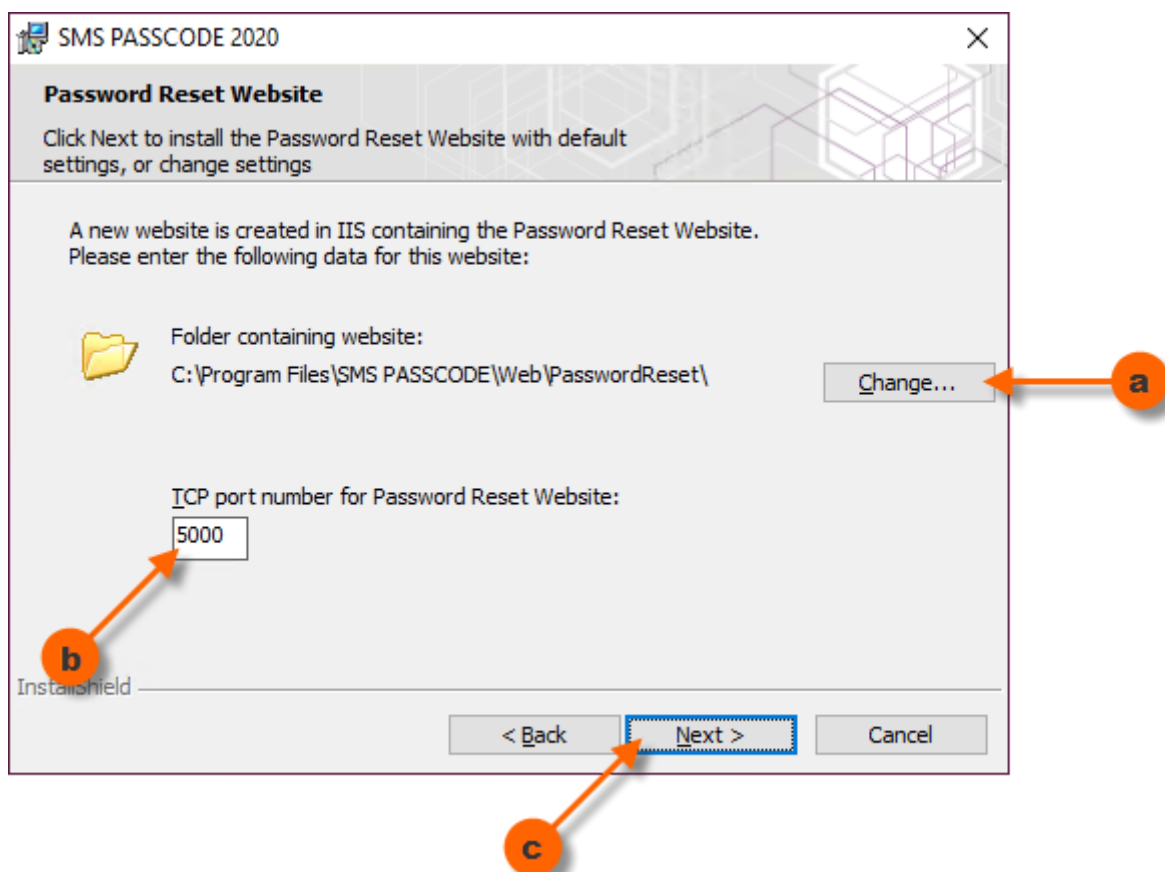 SMS PASSCODE 2020
Password Reset Website
Click Next to install the Password Reset Website with default
settings, or change settings
A new website is created in IIS containing the Password Reset Website.
Please enter the following data for this website:
Folder containing website:
C:\Program Files\SMS PASSCODE\Web\PasswordReset\
Change...
a
TCP port number for Password Reset Website:
5000
b
InstallShield
< Back
Next >
Cancel
c